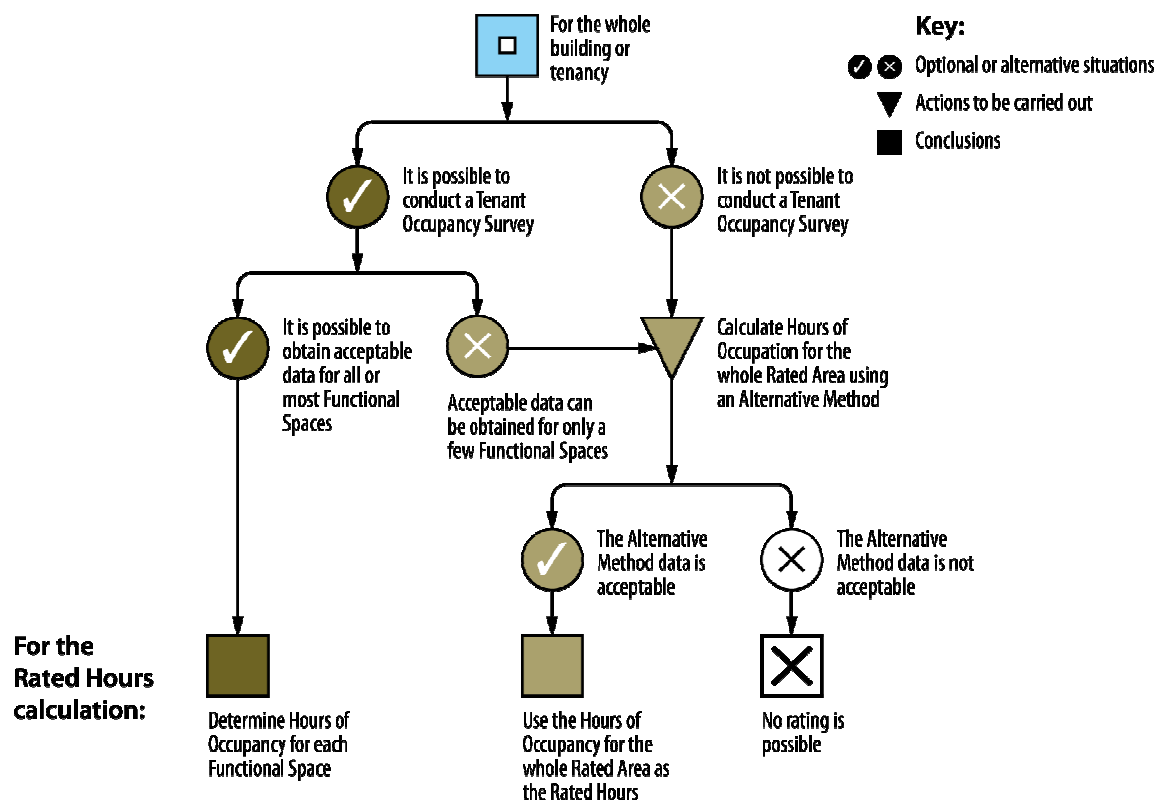 For the whole
building or
tenancy
Key:
Optional or alternative situations
Actions to be carried out
Conclusions
It is possible to
conduct a Tenant
Occupancy Survey
It is not possible to
conduct a Tenant
Occupancy Survey
It is possible to
obtain acceptable
data for all or
most Functional
Spaces
Acceptable data can
be obtained for only a
few Functional Spaces
Calculate Hours of
Occupation for the
whole Rated Area using
an Alternative Method
The Alternative
Method data is
acceptable
The Alternative
Method data is not
acceptable
For the
Rated Hours
calculation:
Determine Hours of
Occupancy for each
Functional Space
Use the Hours of
Occupancy for the
whole Rated Area as
the Rated Hours
No rating is
possible